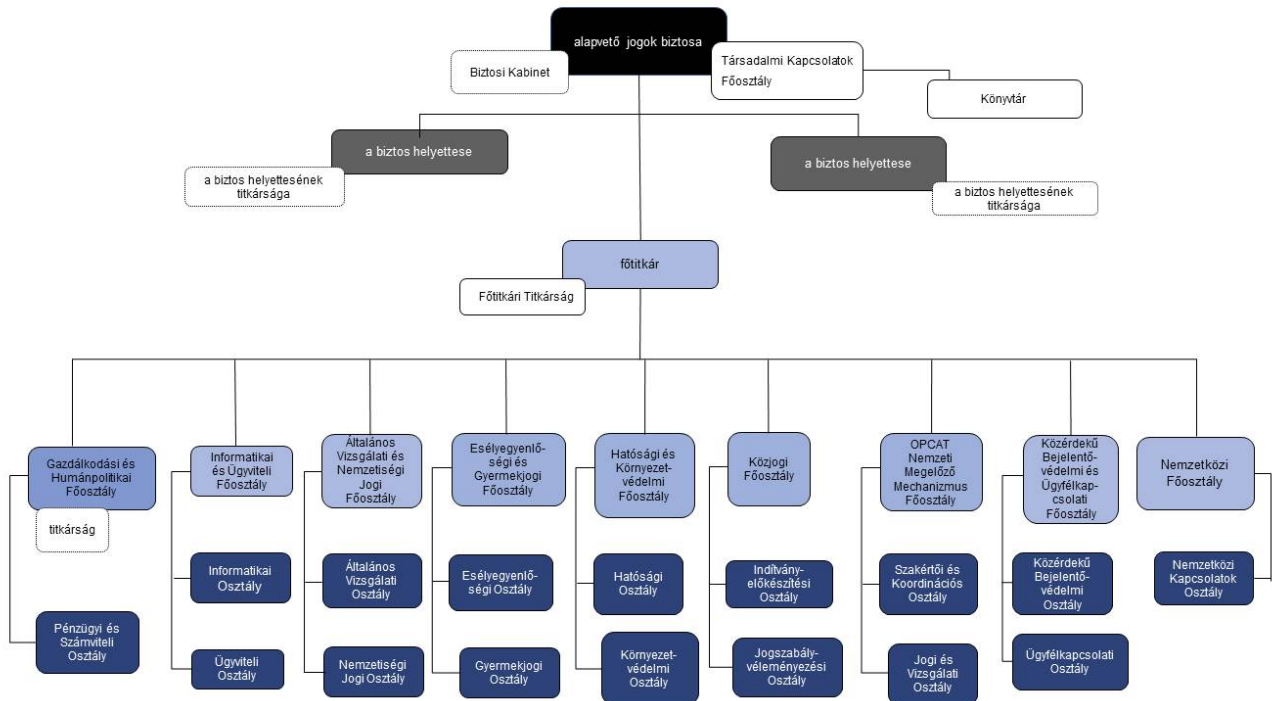 alapvető jogok biztosa
Biztosi Kabinet
Társadalmi Kapcsolatok
Főosztály
Könytár
a biztos helyettese
a biztos helyettesének
titkársága
a biztos helyettese
a biztos helyettesének
titkársága
főtitkár
Főtitkári Titkárság
Gazdálkodási és
Humánpolitikai
Főosztály
titkárság
Pénzügyi és
Számviteli
Osztály
Informatikai
és Ügyviteli
Főosztály
Informatikai
Osztály
Ügyviteli
Osztály
Általános
Vizsgálati és
Nemzetiségi
Jogi
Főosztály
Általános
Vizsgálati
Osztály
Nemzetiségi
Jogi Osztály
Esélyegyenlő-
ségi és
Gyermekjogi
Főosztály
Esélyegyenlő-
ségi Osztály
Gyermekjogi
Osztály
Hatósági és
Környezet-
védelmi
Főosztály
Hatósági
Osztály
Környezet-
védelmi
Osztály
Közjogi
Főosztály
Indítvány-
előkészítési
Osztály
Jogszabály-
véleményezési
Osztály
OPCAT
Nemzeti
Megelőző
Mechanizmus
Főosztály
Szakértői és
Koordinációs
Osztály
Jogi és
Vizsgálati
Osztály
Közérdekű
Bejelentő-
védelmi és
Ügyfélkap-
csolati
Főosztály
Közérdekű
Bejelentő-
védelmi
Osztály
Ügyfélkapcsolati
Osztály
Nemzetközi
Főosztály
Nemzetközi
Kapcsolatok
Osztály